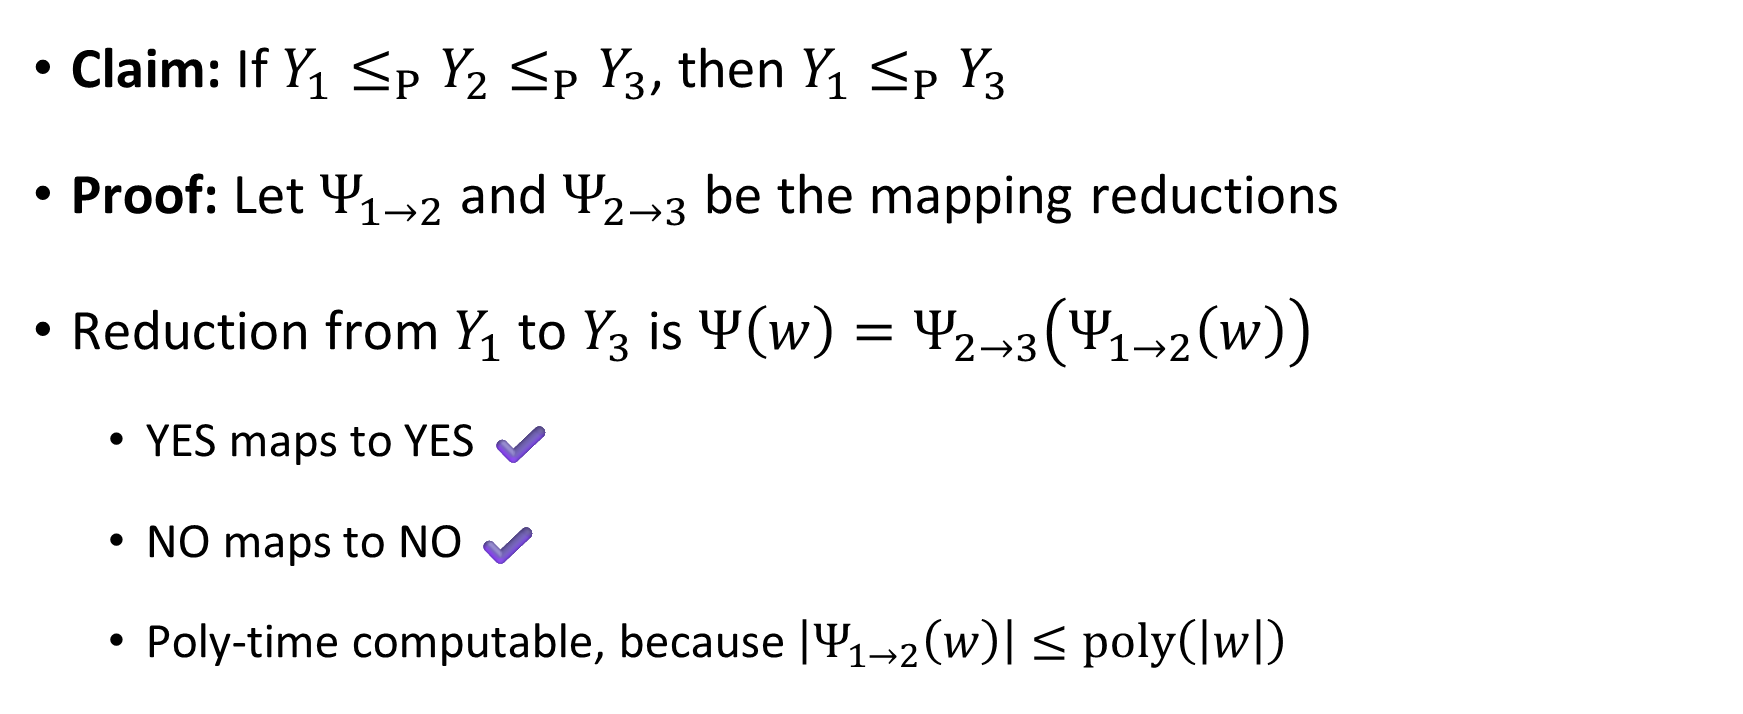 • Claim: If Y₁ ≤ₚ Y₂ ≤ₚ Y₃, then Y₁ ≤ₚ Y₃
• Proof: Let Ψ₁→₂ and Ψ₂→₃ be the mapping reductions
• Reduction from Y₁ to Y₃ is Ψ(w) = Ψ₂→₃(Ψ₁→₂(w))
• YES maps to YES ✔
• NO maps to NO ✔
• Poly-time computable, because |Ψ₁→₂(w)| ≤ poly(|w|)